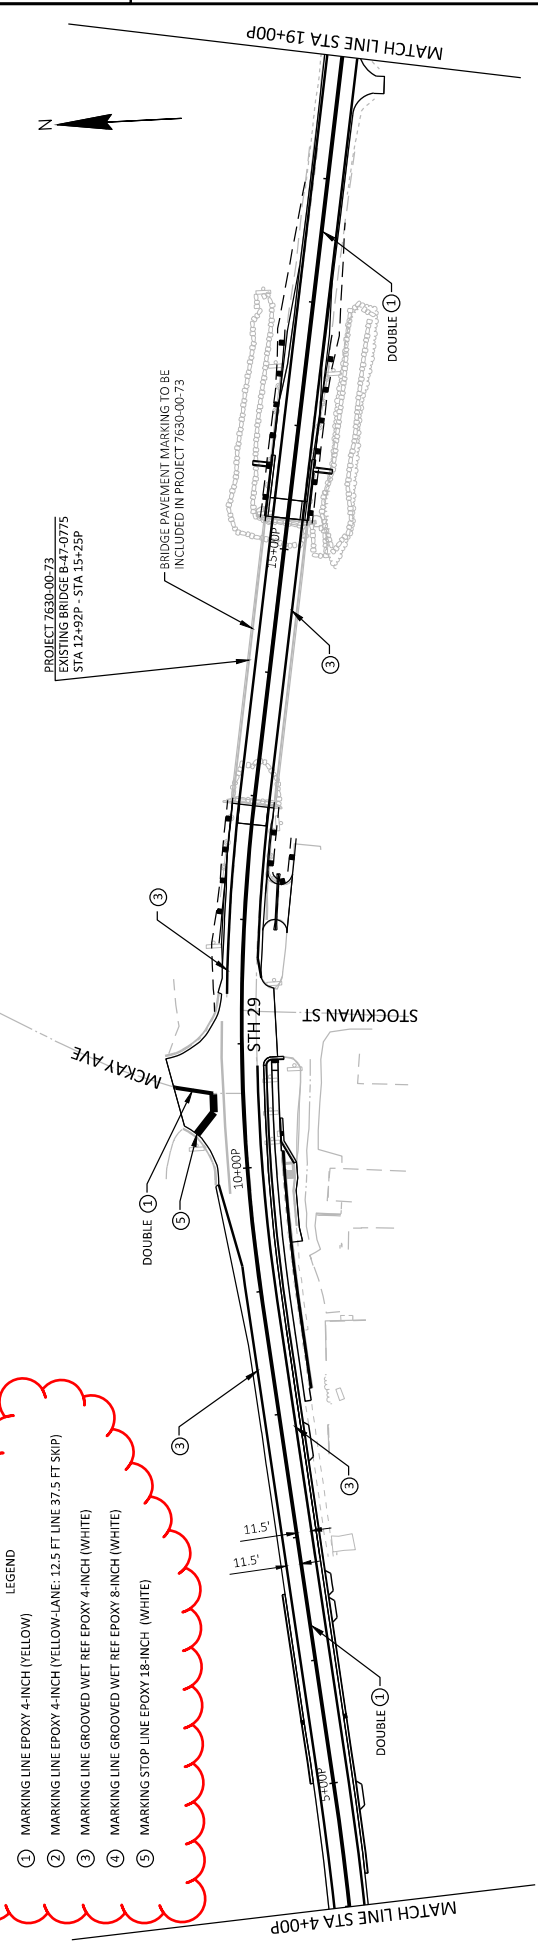 LEGEND
1 MARKING LINE EPOXY 4-INCH (YELLOW)
2 MARKING LINE EPOXY 4-INCH (YELLOW-LANE: 12.5 FT LINE 37.5 FT SKIP)
3 MARKING LINE GROOVED WET REF EPOXY 4-INCH (WHITE)
4 MARKING LINE GROOVED WET REF EPOXY 8-INCH (WHITE)
5 MARKING STOP LINE EPOXY 18-INCH (WHITE)
MATCH LINE STA 4+00P
5+00P
DOUBLE 1
11.5'
11.5'
3
3
DOUBLE 1
5
10+00P
MCKAY AVE
STH 29
STOCKMAN ST
3
PROJECT 7630-00-73
EXISTING BRIDGE B-47-0775
STA 12+92P - STA 15+25P
BRIDGE PAVEMENT MARKING TO BE
INCLUDED IN PROJECT 7630-00-73
3
15+00P
DOUBLE 1
N
MATCH LINE STA 19+00P